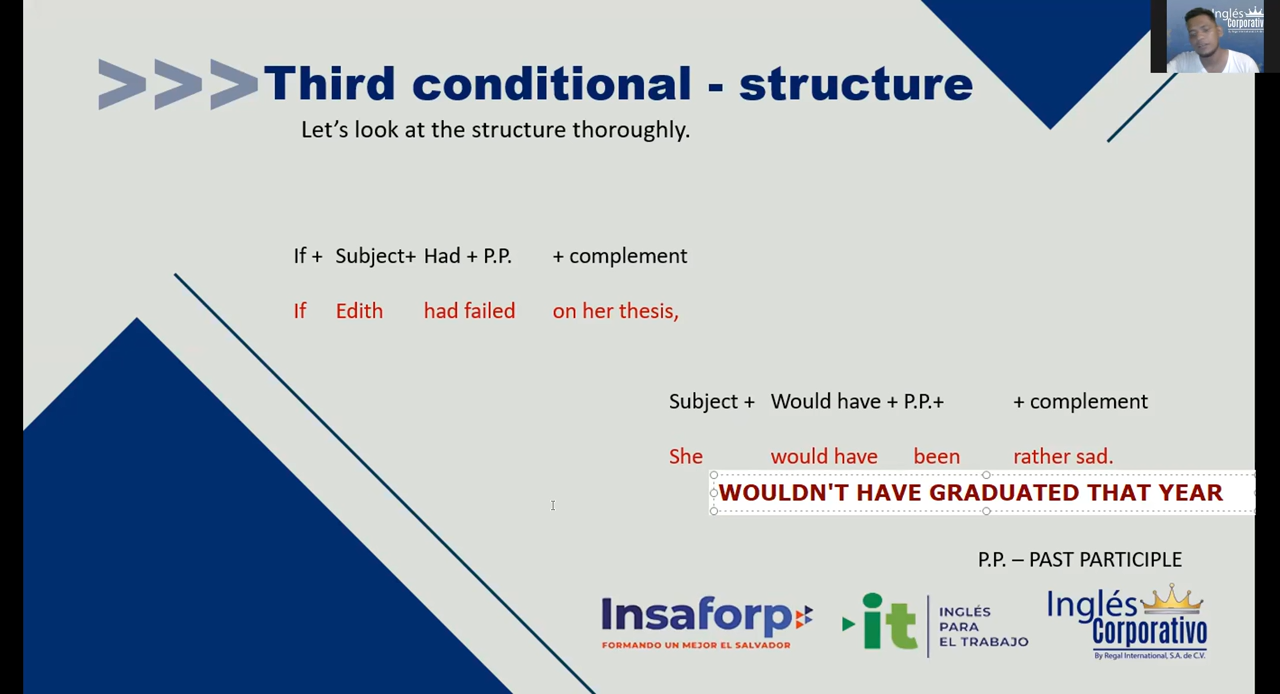 Inglés
Corporativo
>>>Third conditional - structure
Let's look at the structure thoroughly.
If + Subject+ Had + P.P. + complement
If Edith had failed on her thesis,
Subject + Would have + P.P.+ + complement
She would have been rather sad.
WOULDN'T HAVE GRADUATED THAT YEAR
P.P. – PAST PARTICIPLE
Insaforp
FORMANDO UN MEJOR EL SALVADOR
it
INGLÉS
PARA
EL TRABAJO
Inglés
Corporativo
By Regal International, S.A. de C.V.